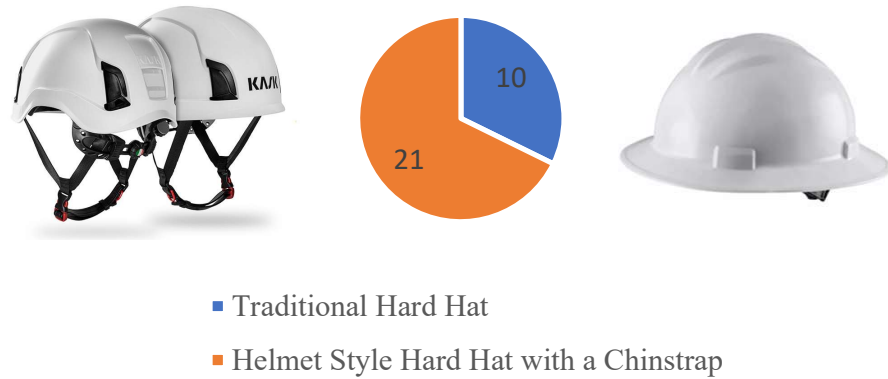 KASK
10
21
Traditional Hard Hat
Helmet Style Hard Hat with a Chinstrap